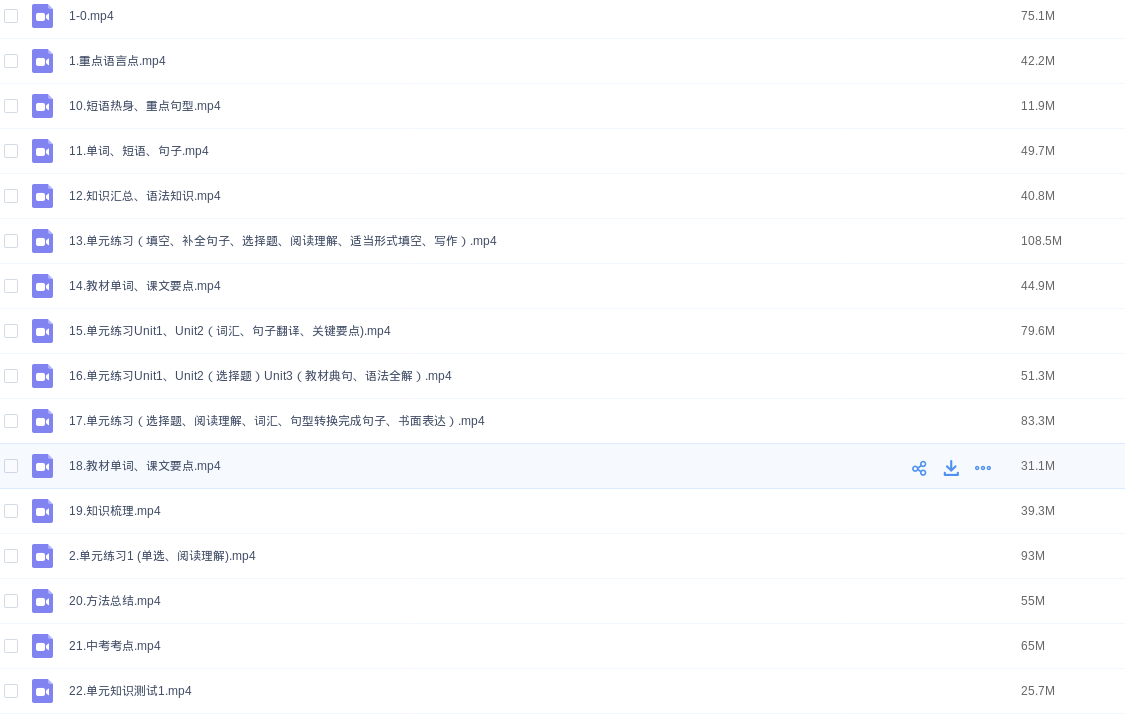 1-0.mp4 75.1M
1.重点语言点.mp4 42.2M
10.短语热身、重点句型.mp4 11.9M
11.单词、短语、句子.mp4 49.7M
12.知识汇总、语法知识.mp4 40.8M
13.单元练习（填空、补全句子、选择题、阅读理解、适当形式填空、写作）.mp4 108.5M
14.教材单词、课文要点.mp4 44.9M
15.单元练习Unit1、Unit2（词汇、句子翻译、关键要点).mp4 79.6M
16.单元练习Unit1、Unit2（选择题）Unit3（教材典句、语法全解）.mp4 51.3M
17.单元练习（选择题、阅读理解、词汇、句型转换完成句子、书面表达）.mp4 83.3M
18.教材单词、课文要点.mp4 31.1M
19.知识梳理.mp4 39.3M
2.单元练习1 (单选、阅读理解).mp4 93M
20.方法总结.mp4 55M
21.中考考点.mp4 65M
22.单元知识测试1.mp4 25.7M